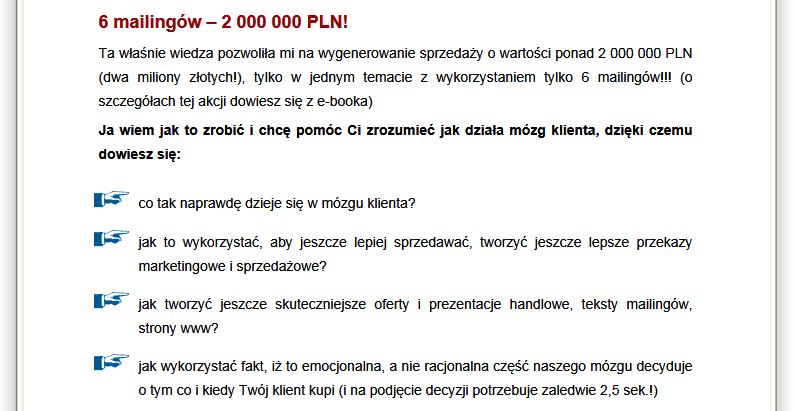 6 mailingów – 2 000 000 PLN!
Ta właśnie wiedza pozwoliła mi na wygenerowanie sprzedaży o wartości ponad 2 000 000 PLN
(dwa miliony złotych!), tylko w jednym temacie z wykorzystaniem tylko 6 mailingów!!! (o
szczegółach tej akcji dowiesz się z e-booka)
Ja wiem jak to zrobić i chcę pomóc Ci zrozumieć jak działa mózg klienta, dzięki czemu
dowiesz się:
co tak naprawdę dzieje się w mózgu klienta?
jak to wykorzystać, aby jeszcze lepiej sprzedawać, tworzyć jeszcze lepsze przekazy
marketingowe i sprzedażowe?
jak tworzyć jeszcze skuteczniejsze oferty i prezentacje handlowe, teksty mailingów,
strony www?
jak wykorzystać fakt, iż to emocjonalna, a nie racjonalna część naszego mózgu decyduje
o tym co i kiedy Twój klient kupi (i na podjęcie decyzji potrzebuje zaledwie 2,5 sek.!)